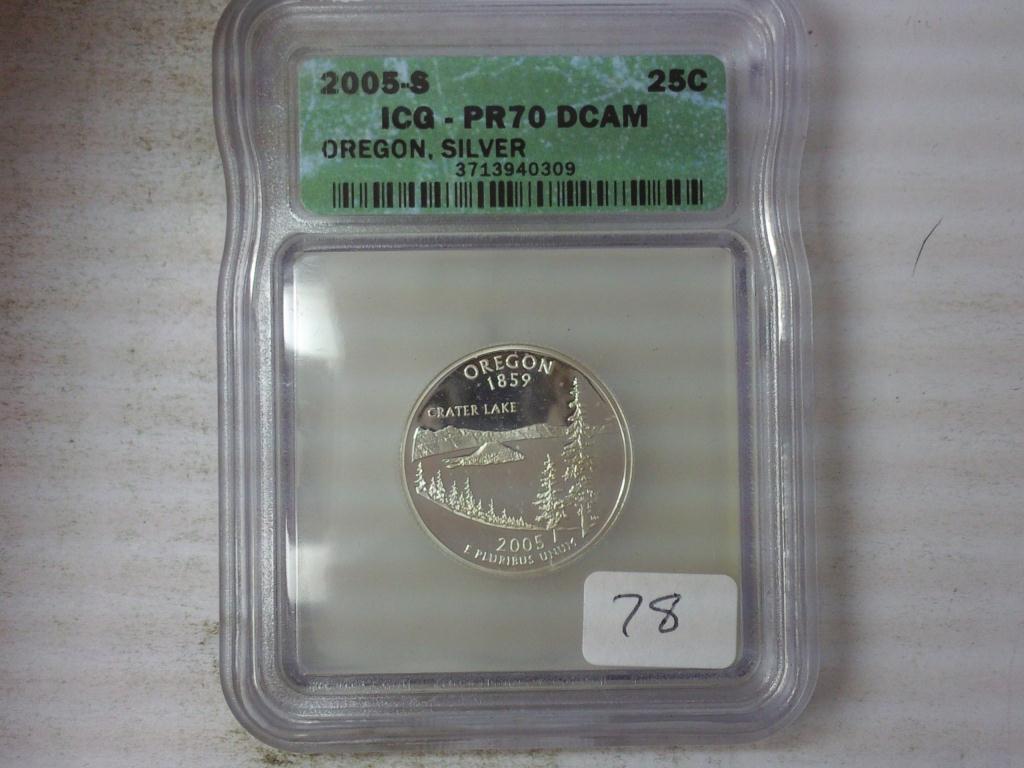 2005-S 25C
ICG - PR70 DCAM
OREGON, SILVER
3713940309
OREGON
1859
CRATER LAKE
2005
E PLURIBUS UNUM
78